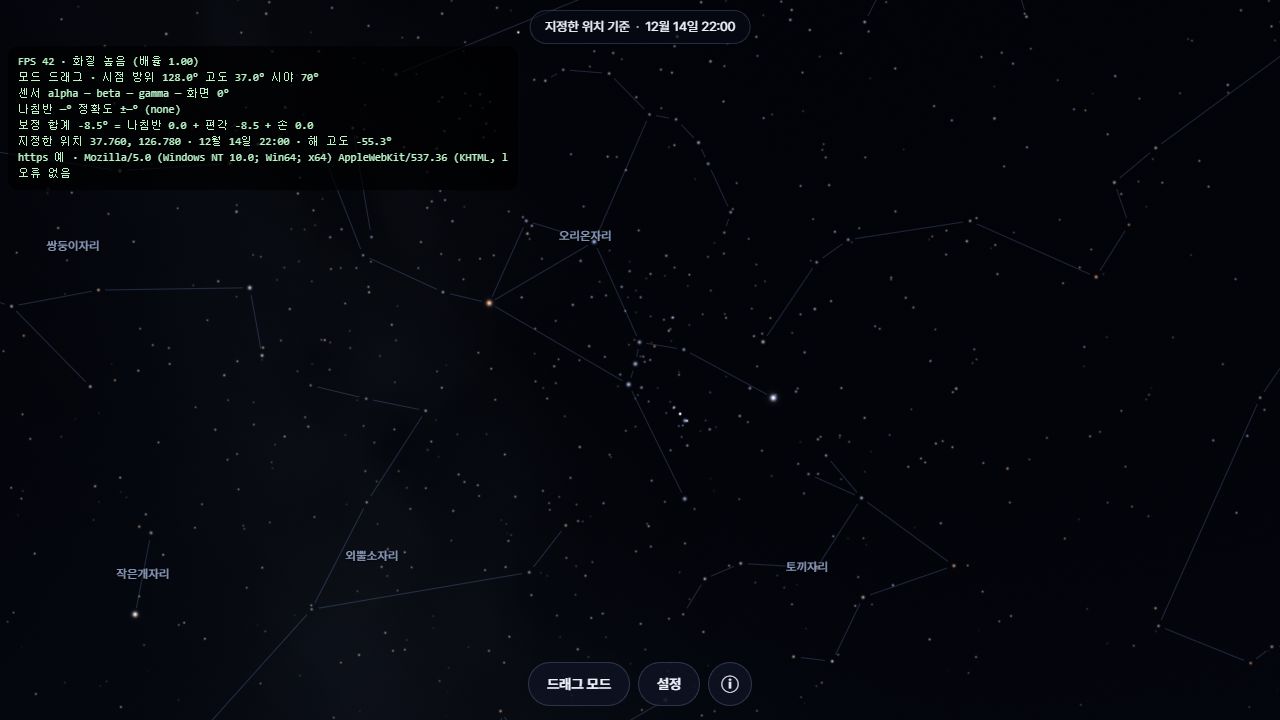 지정한 위치 기준 · 12월 14일 22:00
FPS 42 · 화질 높음 (배율 1.00)
모드 드래그 · 시점 방위 128.0° 고도 37.0° 시야 70°
센서 alpha — beta — gamma — 화면 0°
나침반 —° 정확도 ±—° (none)
보정 합계 -8.5° = 나침반 0.0 + 편각 -8.5 + 손 0.0
지정한 위치 37.760, 126.780 · 12월 14일 22:00 · 해 고도 -55.3°
https 예 · Mozilla/5.0 (Windows NT 10.0; Win64; x64) AppleWebKit/537.36 (KHTML, l
오류 없음
오리온자리
쌍둥이자리
외뿔소자리
토끼자리
작은개자리
드래그 모드
설정